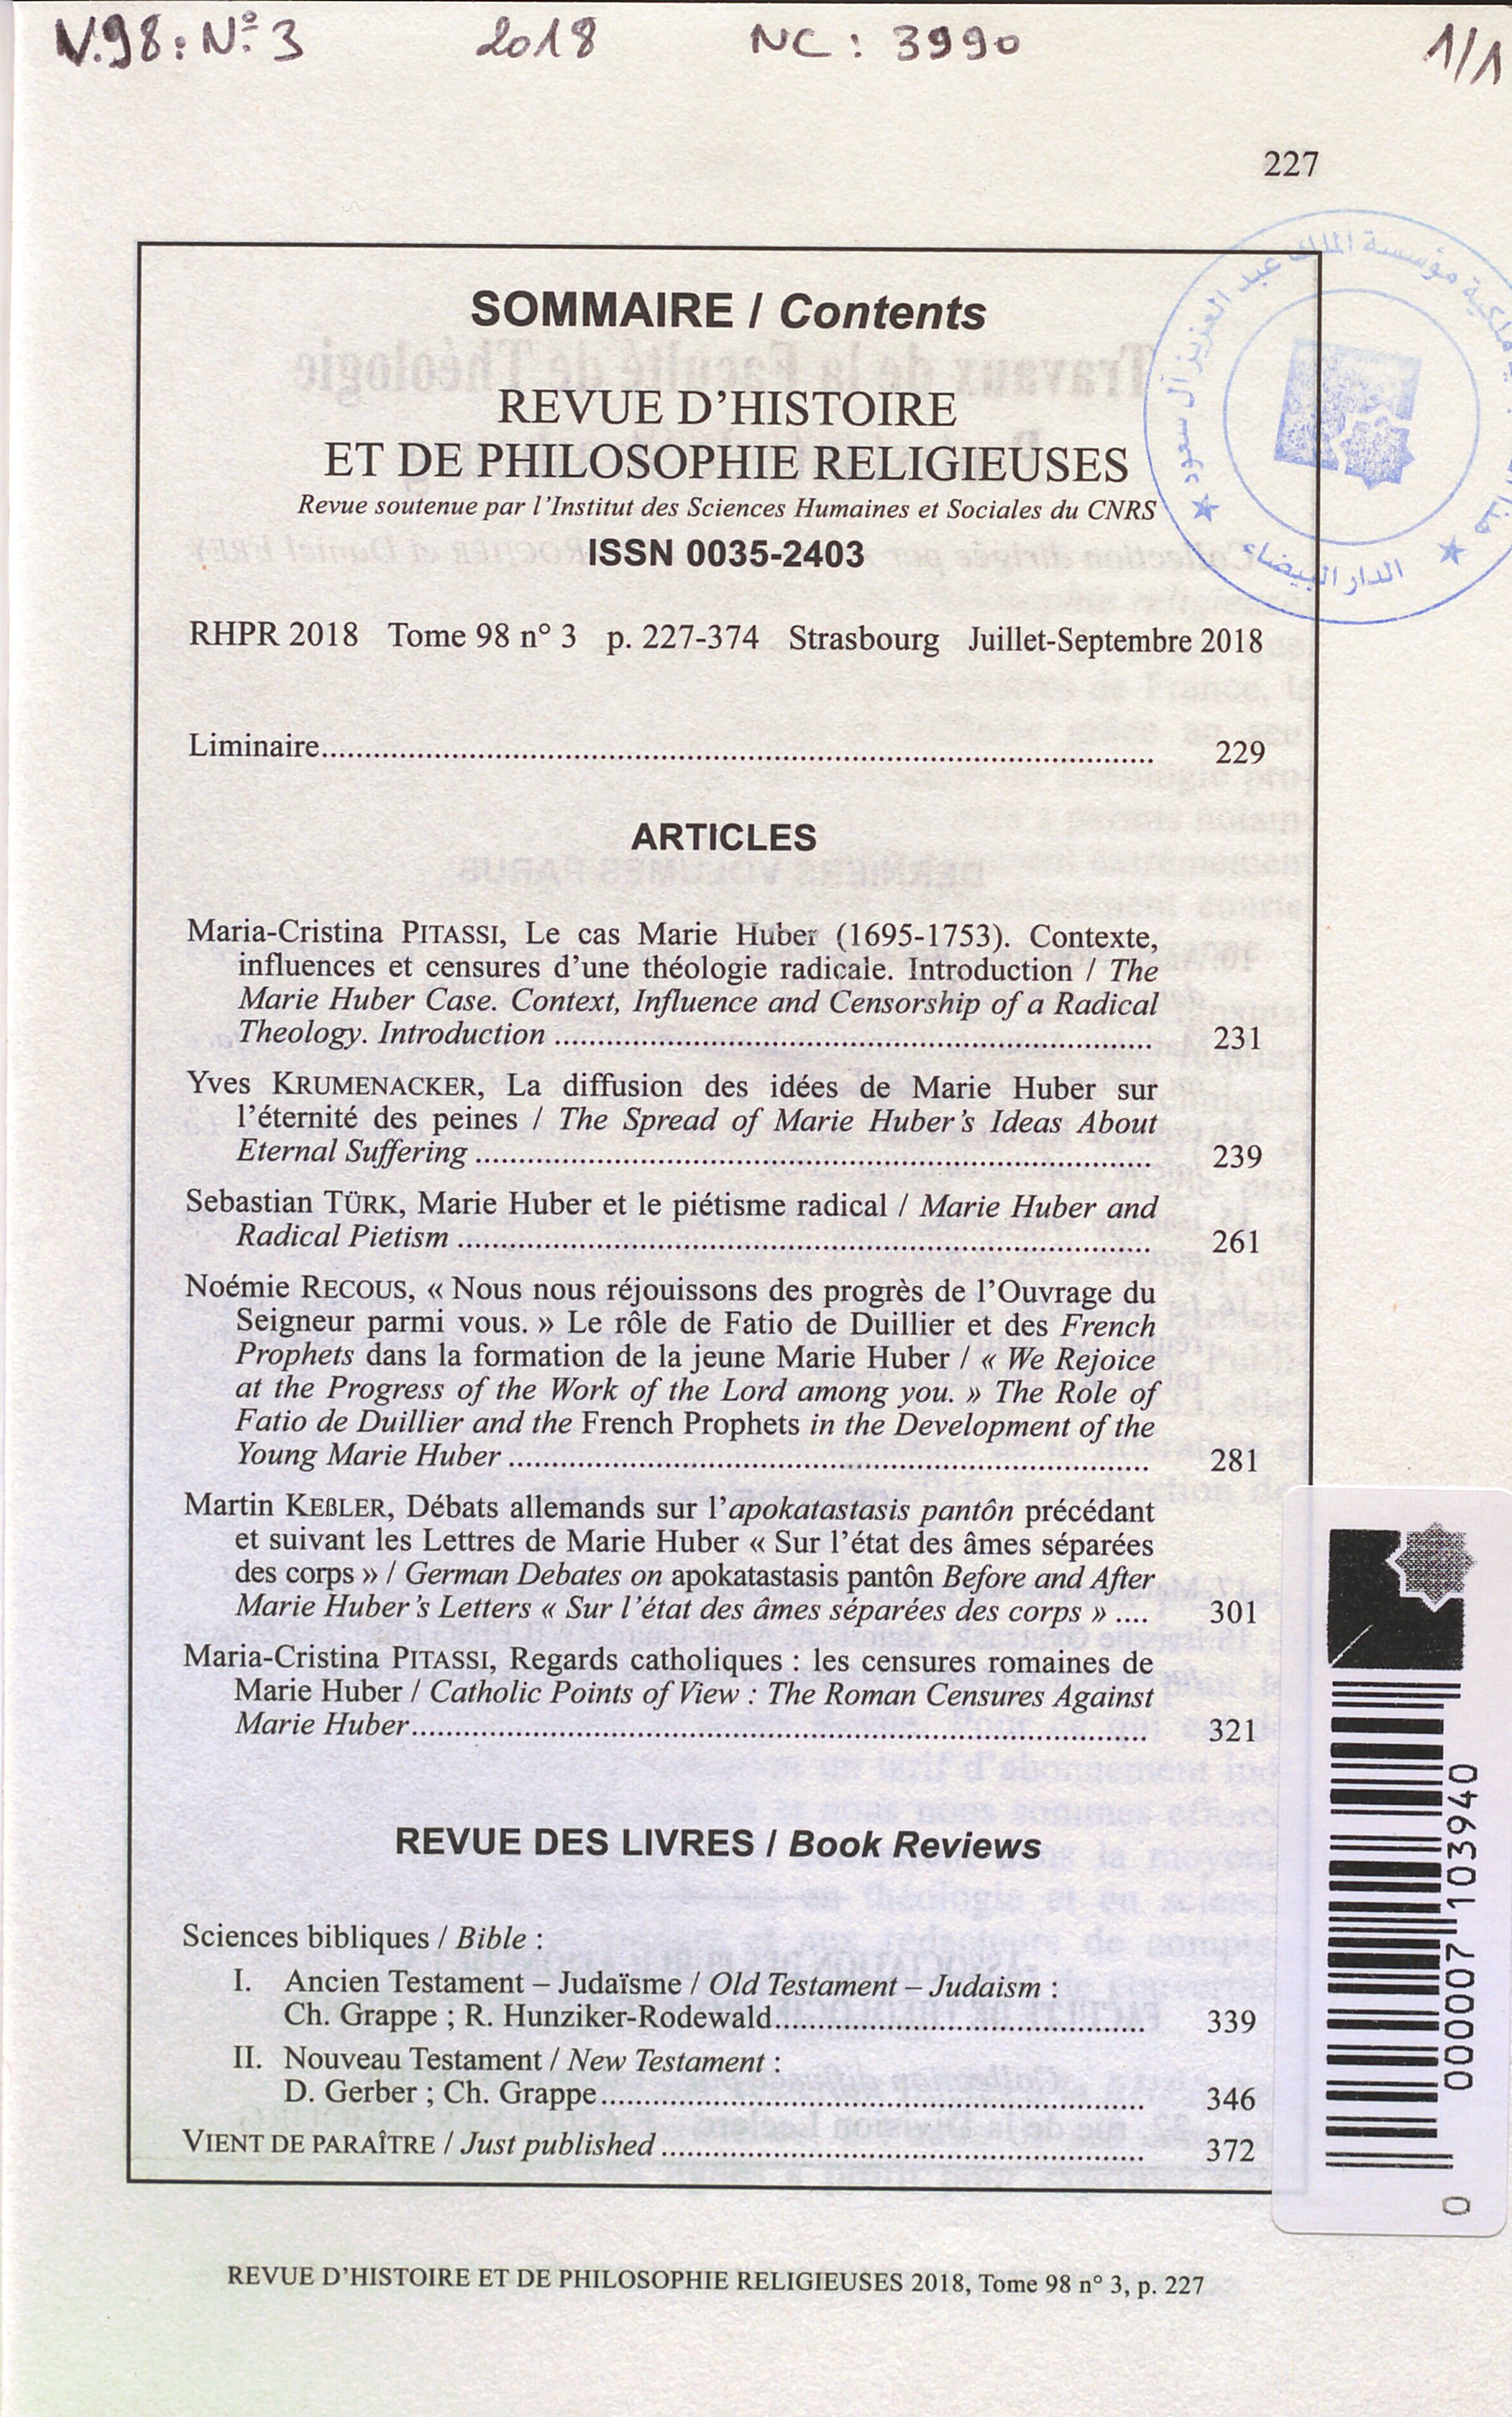 V.98: N° 3 2018 NC : 3990 1/1
227
SOMMAIRE / Contents
REVUE D’HISTOIRE
ET DE PHILOSOPHIE RELIGIEUSES
Revue soutenue par l’Institut des Sciences Humaines et Sociales du CNRS
ISSN 0035-2403
مؤسسة الملك عبد العزيز آل سعود
الدار البيضاء
RHPR 2018 Tome 98 n° 3 p. 227-374 Strasbourg Juillet-Septembre 2018
Liminaire.......... 229
ARTICLES
Maria-Cristina PITASSI, Le cas Marie Huber (1695-1753). Contexte,
influences et censures d’une théologie radicale. Introduction / The
Marie Huber Case. Context, Influence and Censorship of a Radical
Theology. Introduction .......... 231
Yves KRUMENACKER, La diffusion des idées de Marie Huber sur
l’éternité des peines / The Spread of Marie Huber’s Ideas About
Eternal Suffering .......... 239
Sebastian TÜRK, Marie Huber et le piétisme radical / Marie Huber and
Radical Pietism .......... 261
Noémie RECOUS, « Nous nous réjouissons des progrès de l’Ouvrage du
Seigneur parmi vous. » Le rôle de Fatio de Duillier et des French
Prophets dans la formation de la jeune Marie Huber / « We Rejoice
at the Progress of the Work of the Lord among you. » The Role of
Fatio de Duillier and the French Prophets in the Development of the
Young Marie Huber .......... 281
Martin KEßLER, Débats allemands sur l’apokatastasis pantôn précédant
et suivant les Lettres de Marie Huber « Sur l’état des âmes séparées
des corps » / German Debates on apokatastasis pantôn Before and After
Marie Huber’s Letters « Sur l’état des âmes séparées des corps » .... 301
Maria-Cristina PITASSI, Regards catholiques : les censures romaines de
Marie Huber / Catholic Points of View : The Roman Censures Against
Marie Huber.......... 321
REVUE DES LIVRES / Book Reviews
Sciences bibliques / Bible :
I. Ancien Testament – Judaïsme / Old Testament – Judaism :
Ch. Grappe ; R. Hunziker-Rodewald.......... 339
II. Nouveau Testament / New Testament :
D. Gerber ; Ch. Grappe.......... 346
VIENT DE PARAÎTRE / Just published .......... 372
0 000007 103940
REVUE D’HISTOIRE ET DE PHILOSOPHIE RELIGIEUSES 2018, Tome 98 n° 3, p. 227